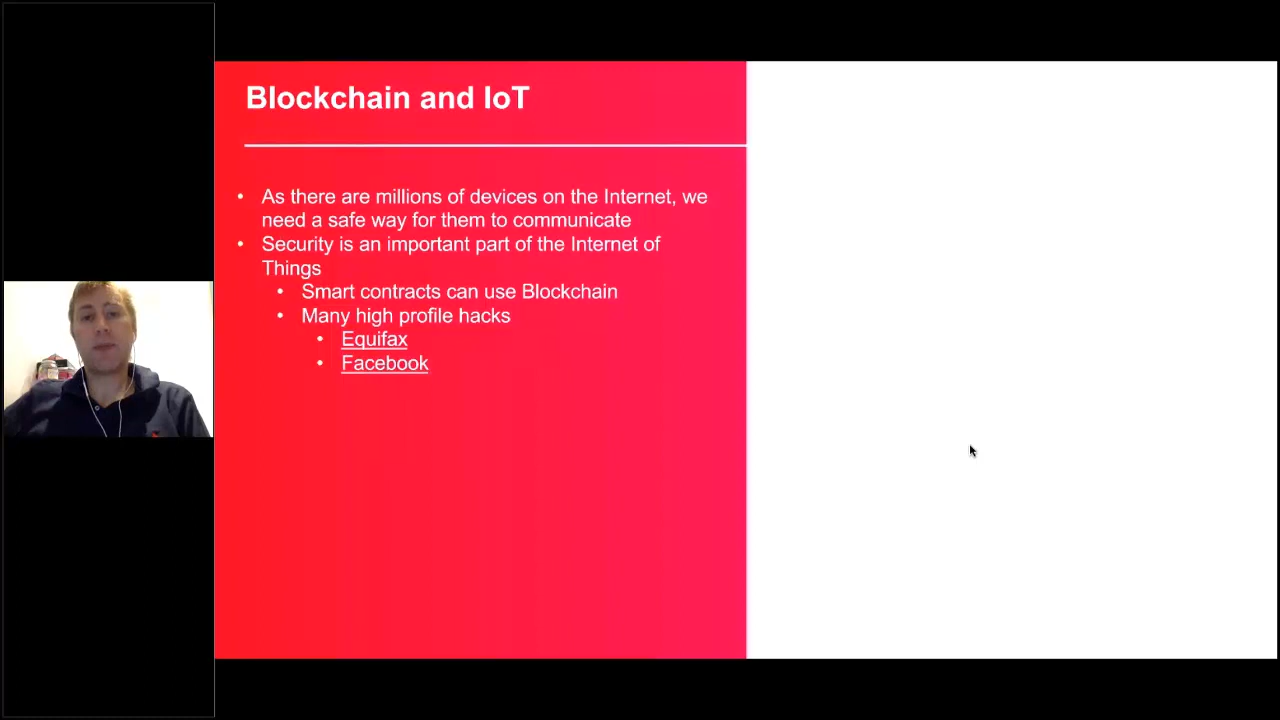 Blockchain and IoT
• As there are millions of devices on the Internet, we
need a safe way for them to communicate
• Security is an important part of the Internet of
Things
• Smart contracts can use Blockchain
• Many high profile hacks
• Equifax
• Facebook